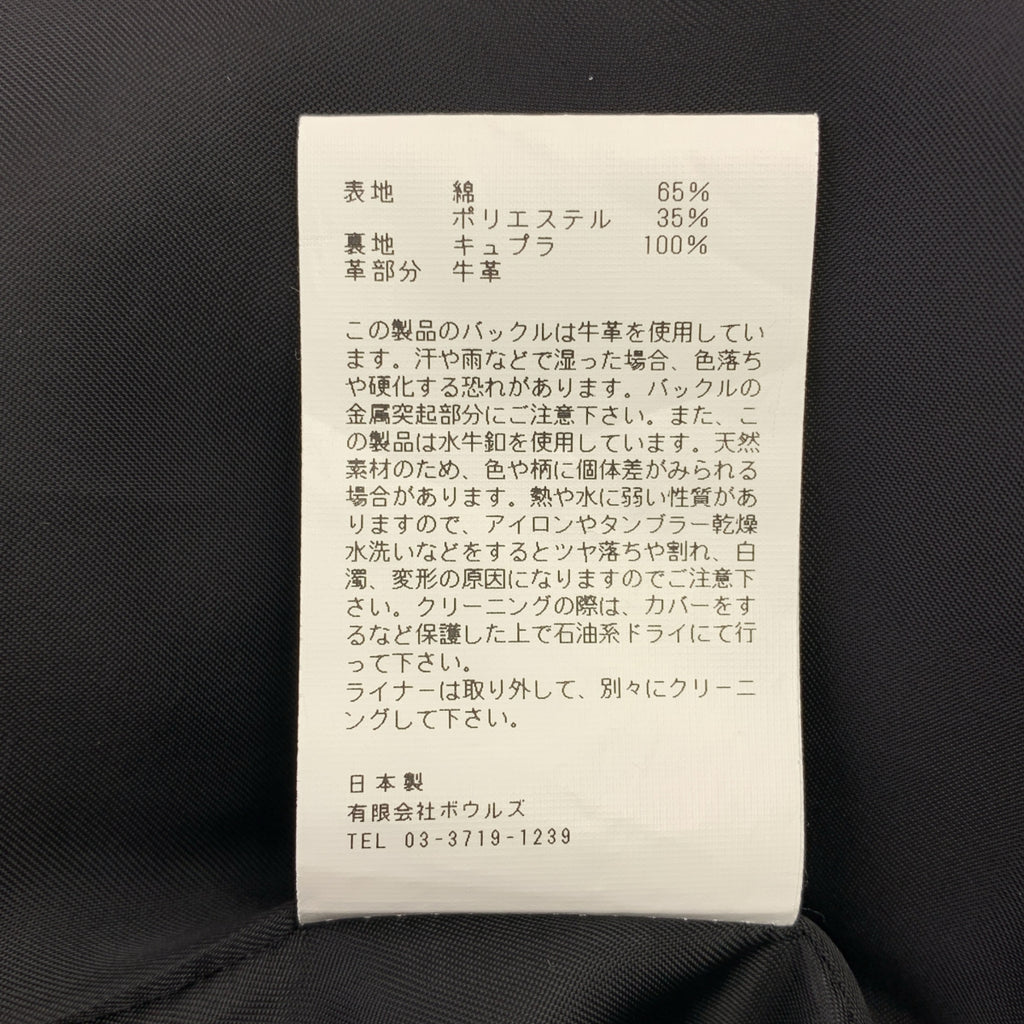 表地 綿 65%
ポリエステル 35%
裏地 キュプラ 100%
革部分 牛革
この製品のバックルは牛革を使用してい
ます。汗や雨などで湿った場合、色落ち
や硬化する恐れがあります。バックルの
金属突起部分にご注意下さい。また、こ
の製品は水牛釦を使用しています。天然
素材のため、色や柄に個体差がみられる
場合があります。熱や水に弱い性質があ
りますので、アイロンやタンブラー乾燥
水洗いなどをするとツヤ落ちや割れ、白
濁、変形の原因になりますのでご注意下
さい。クリーニングの際は、カバーをす
るなど保護した上で石油系ドライにて行
って下さい。
ライナーは取り外して、別々にクリーニ
ングして下さい。
日本製
有限会社ボウルズ
TEL 03-3719-1239